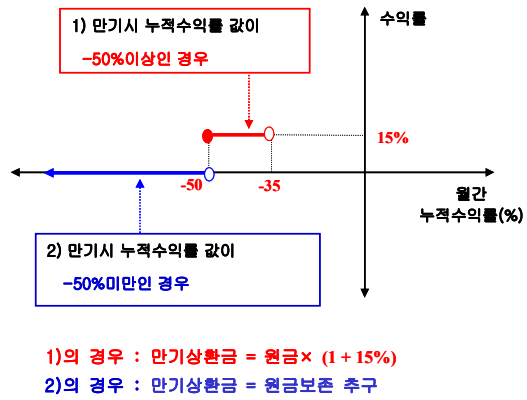 수익률
1) 만기시 누적수익률 값이
-50%이상인 경우
15%
-50
-35
월간
누적수익률(%)
2) 만기시 누적수익률 값이
-50%미만인 경우
1)의 경우 : 만기상환금 = 원금× (1 + 15%)
2)의 경우 : 만기상환금 = 원금보존 추구